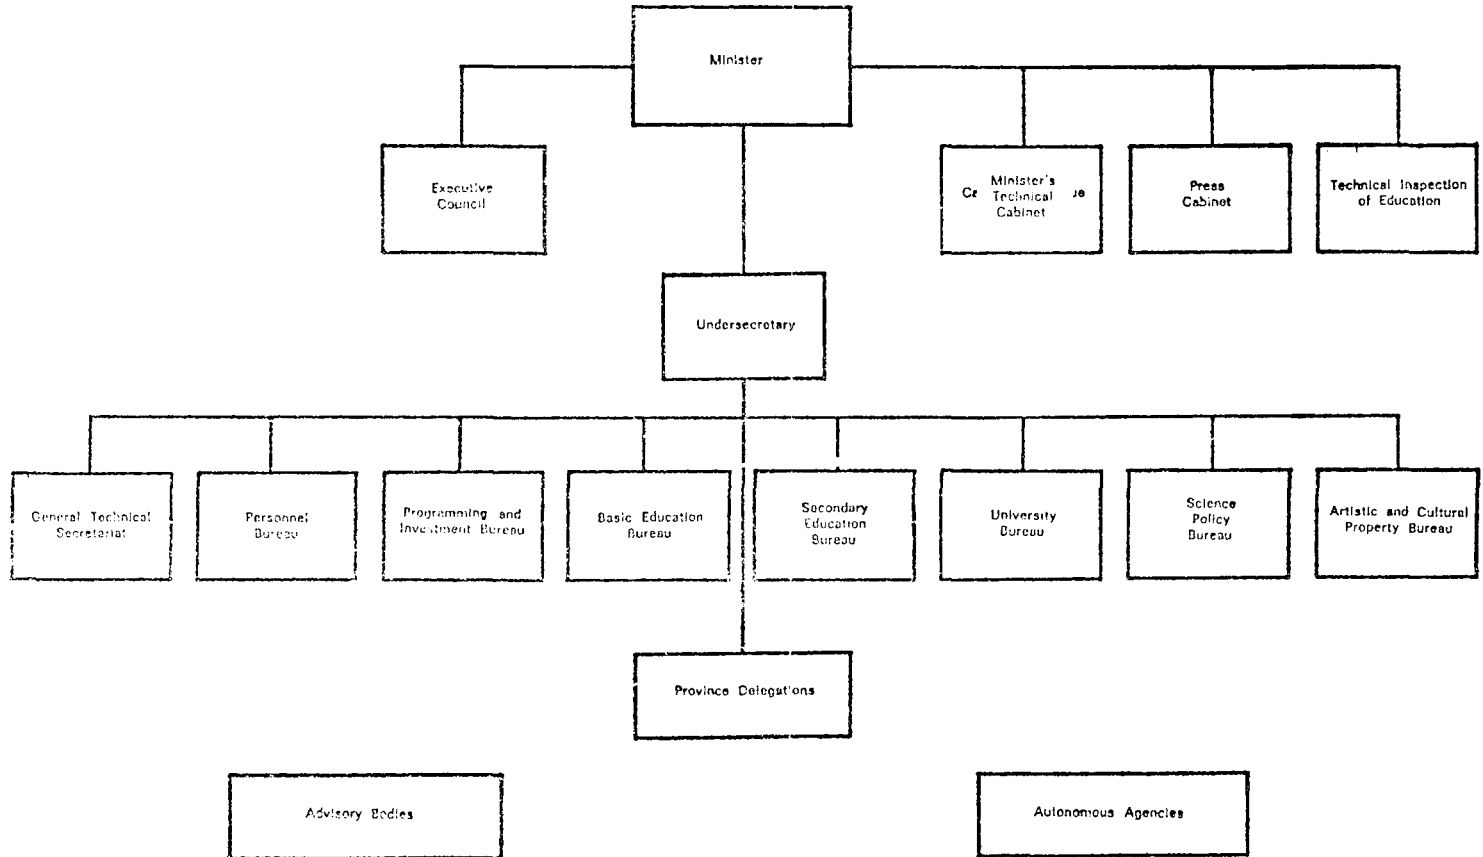 Minister
Executive
Council
Minister's
Technical
Cabinet
Press
Cabinet
Technical Inspection
of Education
Undersecretary
General Technical
Secretariat
Personnel
Bureau
Programming and
Investment Bureau
Basic Education
Bureau
Secondary
Education
Bureau
University
Bureau
Science
Policy
Bureau
Artistic and Cultural
Property Bureau
Province Delegations
Advisory Bodies
Autonomous Agencies